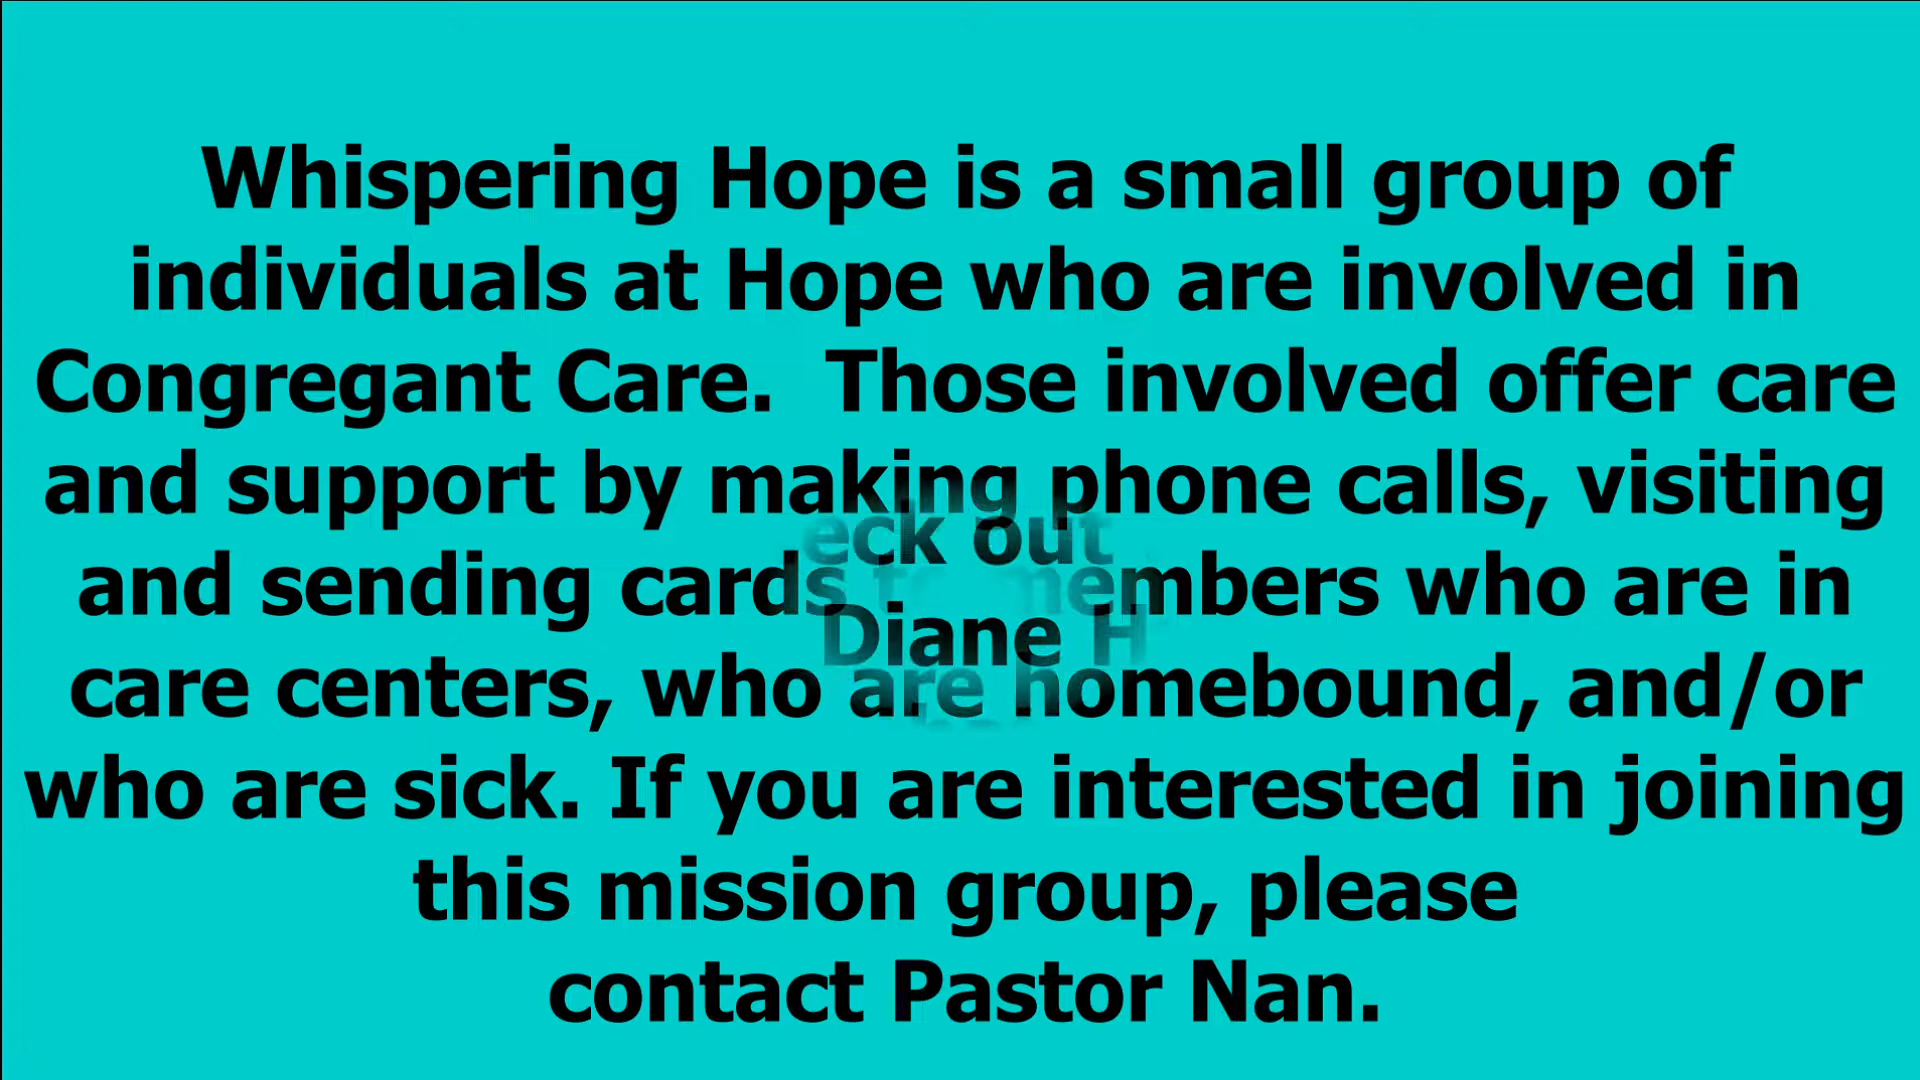 Whispering Hope is a small group of
individuals at Hope who are involved in
Congregant Care.  Those involved offer care
and support by making phone calls, visiting
eck out
and sending cards members who are in
Diane H
care centers, who are homebound, and/or
who are sick. If you are interested in joining
this mission group, please
contact Pastor Nan.